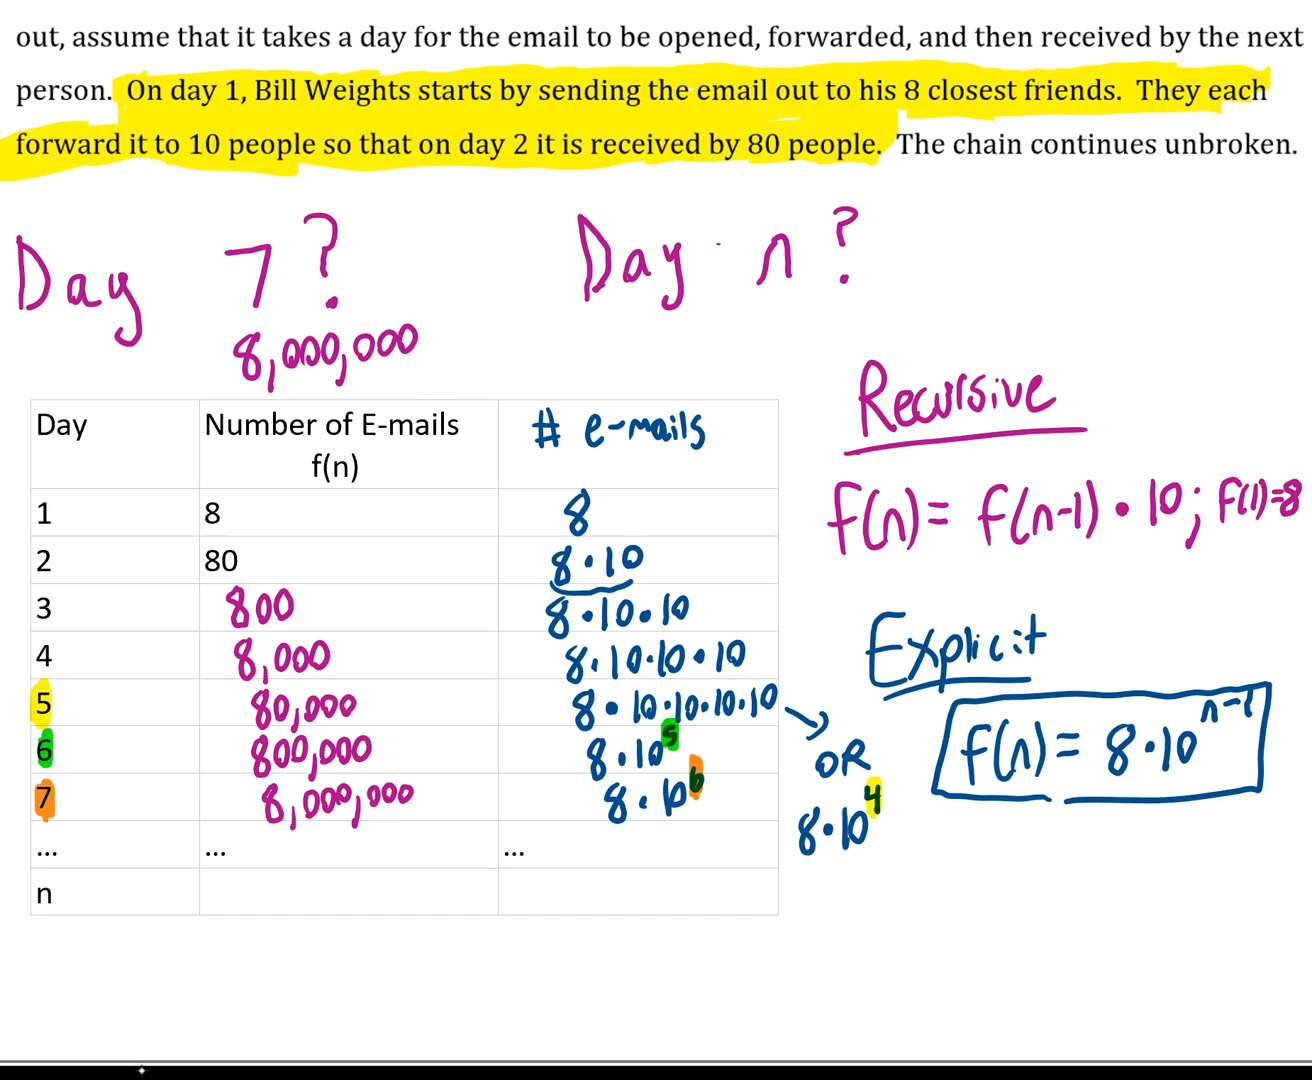 out, assume that it takes a day for the email to be opened, forwarded, and then received by the next
person. On day 1, Bill Weights starts by sending the email out to his 8 closest friends. They each
forward it to 10 people so that on day 2 it is received by 80 people. The chain continues unbroken.
Day 7?
8,000,000
Day n?
Day Number of E-mails f(n) # e-mails
1 8 8
2 80 8·10
3 800 8·10·10
4 8,000 8·10·10·10
5 80,000 8·10·10·10·10
6 800,000 8·10^5
7 8,000,000 8·10^6
... ... ...
n
OR
8·10^4
Recursive
f(n) = f(n-1) · 10; f(1)=8
Explicit
f(n) = 8·10^n-1